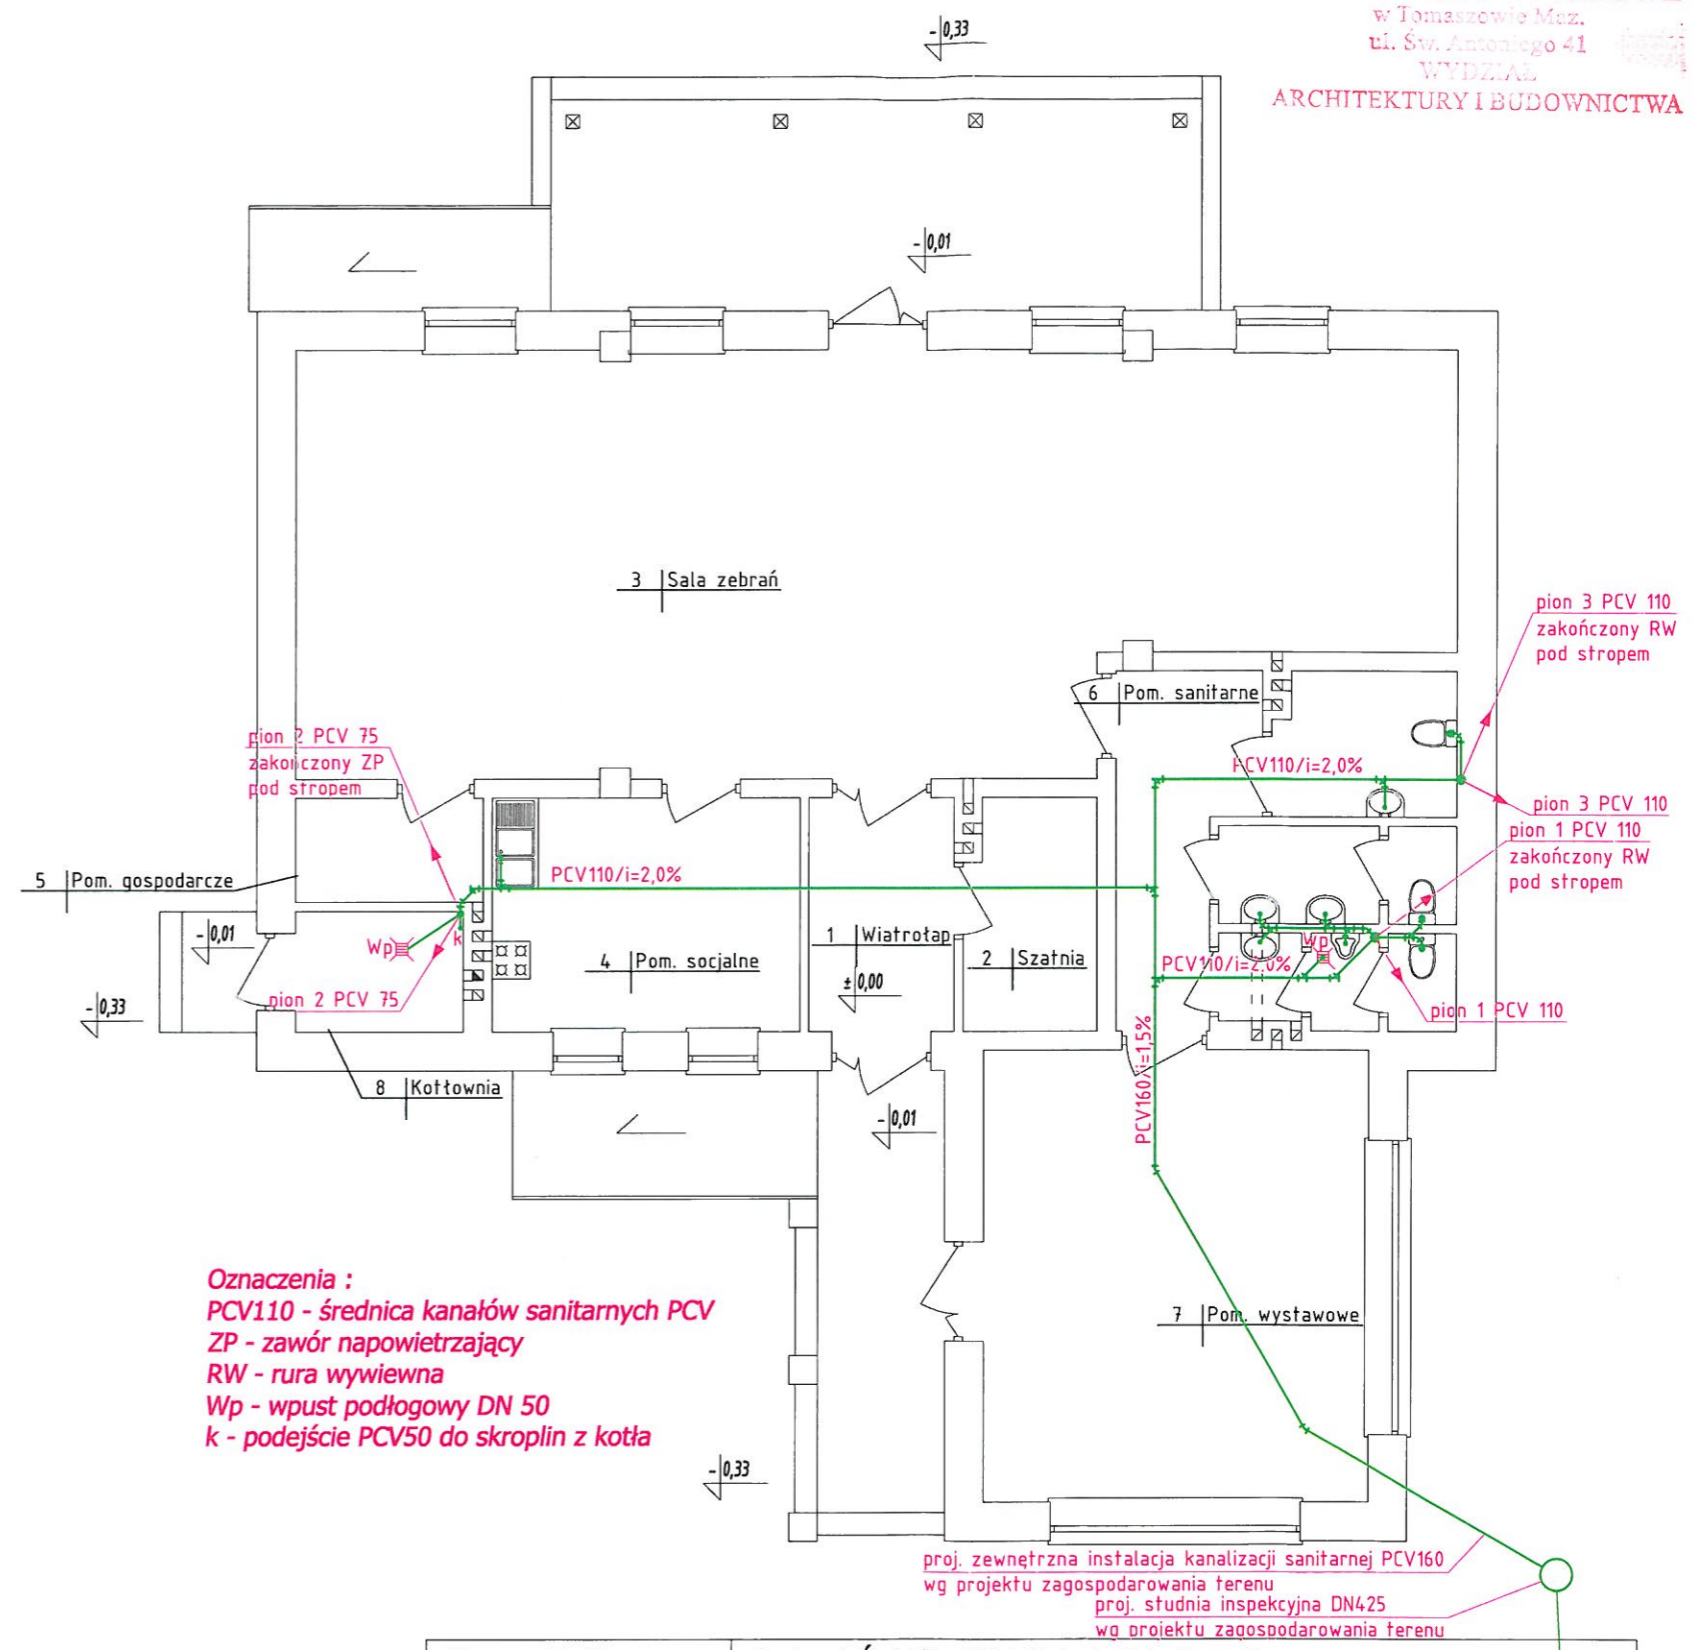 w Tomaszowie Maz.
ul. Św. Antoniego 41
WYDZIAŁ
ARCHITEKTURY I BUDOWNICTWA
-0,33
-0,01
3 Sala zebrań
pion 3 PCV 110
zakończony RW
pod stropem
6 Pom. sanitarne
pion 2 PCV 75
zakończony ZP
pod stropem
PCV110/i=2,0%
pion 3 PCV 110
pion 1 PCV 110
zakończony RW
pod stropem
PCV110/i=2,0%
5 Pom. gospodarcze
-0,01
Wp
k
1 Wiatrołap
±0,00
2 Szatnia
4 Pom. socjalne
Wp
PCV110/i=2,0%
pion 2 PCV 75
-0,33
pion 1 PCV 110
PCV160/i=1,5%
8 Kotłownia
-0,01
Oznaczenia :
PCV110 - średnica kanałów sanitarnych PCV
ZP - zawór napowietrzający
RW - rura wywiewna
Wp - wpust podłogowy DN 50
k - podejście PCV50 do skroplin z kotła
7 Pom. wystawowe
-0,33
proj. zewnętrzna instalacja kanalizacji sanitarnej PCV160
wg projektu zagospodarowania terenu
proj. studnia inspekcyjna DN425
wg projektu zagospodarowania terenu